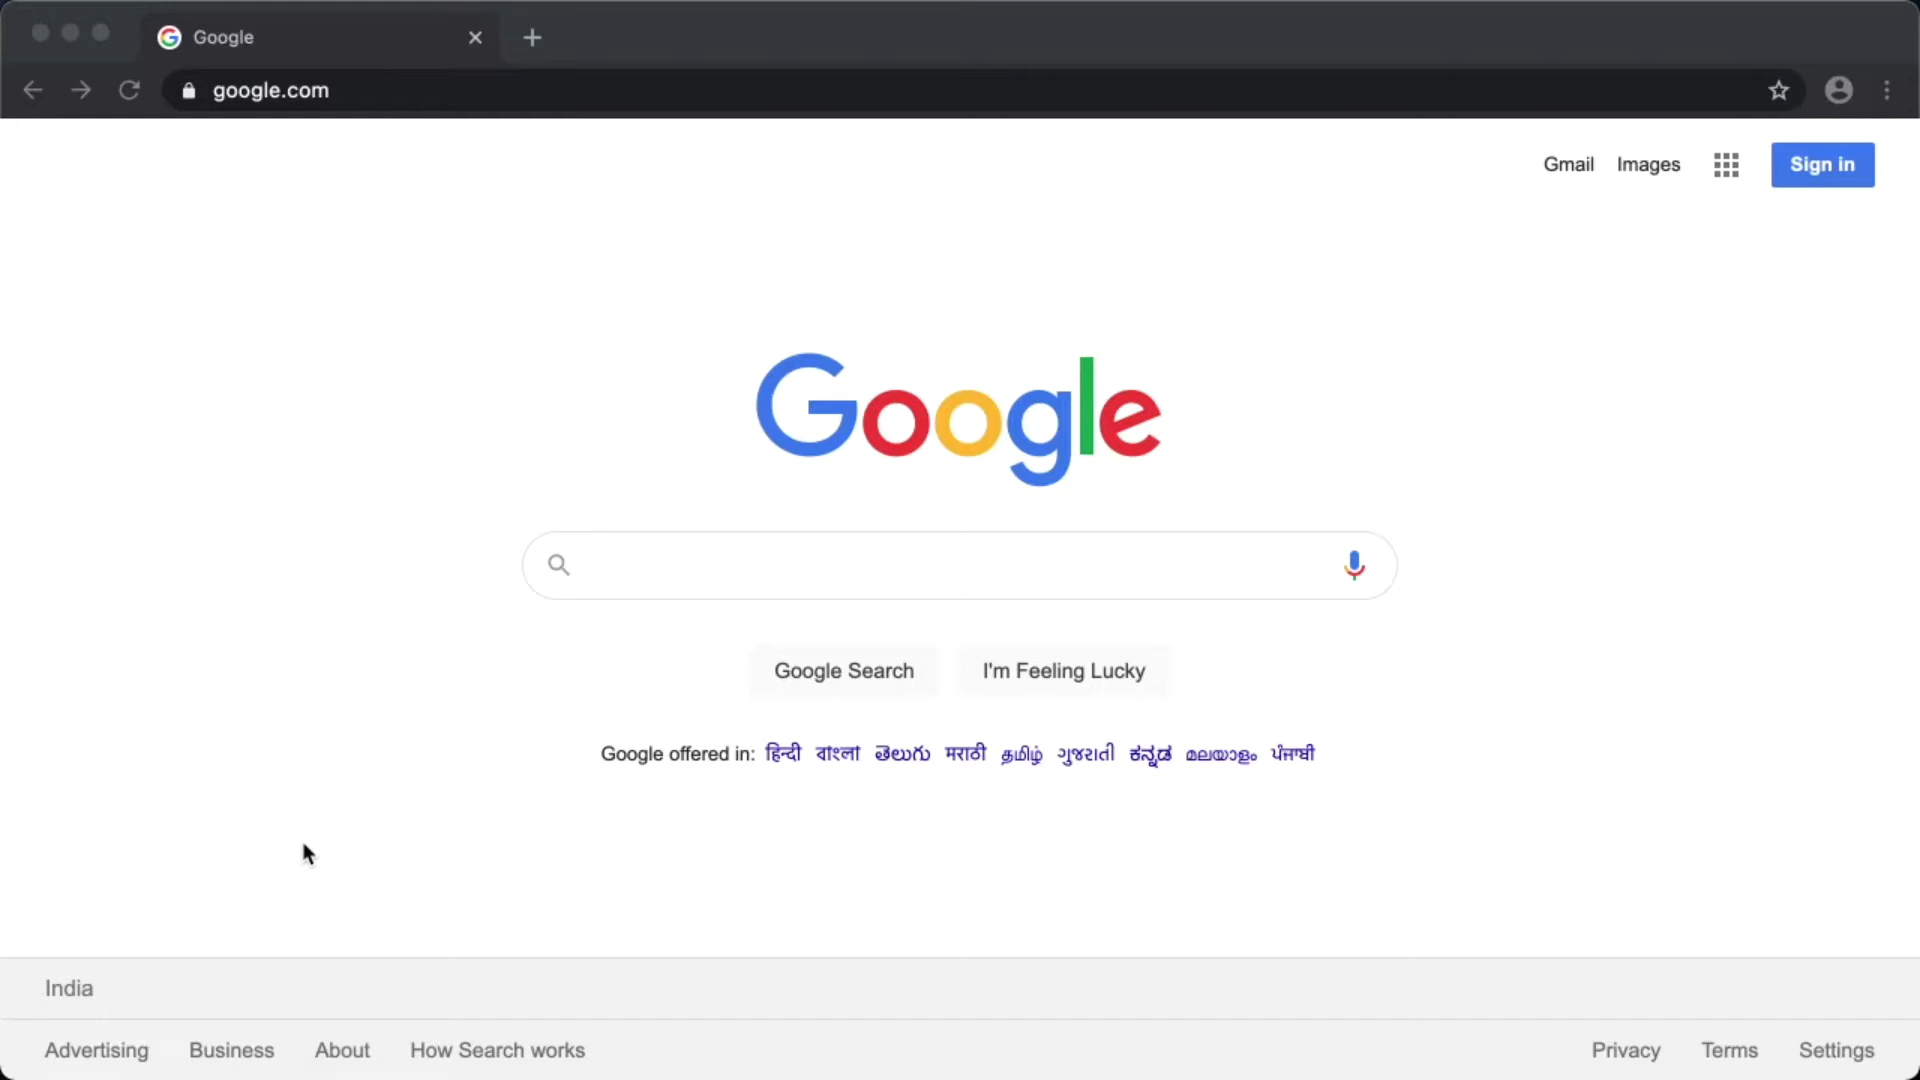 Google
google.com
Gmail Images Sign in
Google
Google Search I'm Feeling Lucky
Google offered in: हिन्दी বাংলা తెలుగు मराठी தமிழ் ગુજરાતી ಕನ್ನಡ മലയാളം ਪੰਜਾਬੀ
India
Advertising Business About How Search works Privacy Terms Settings